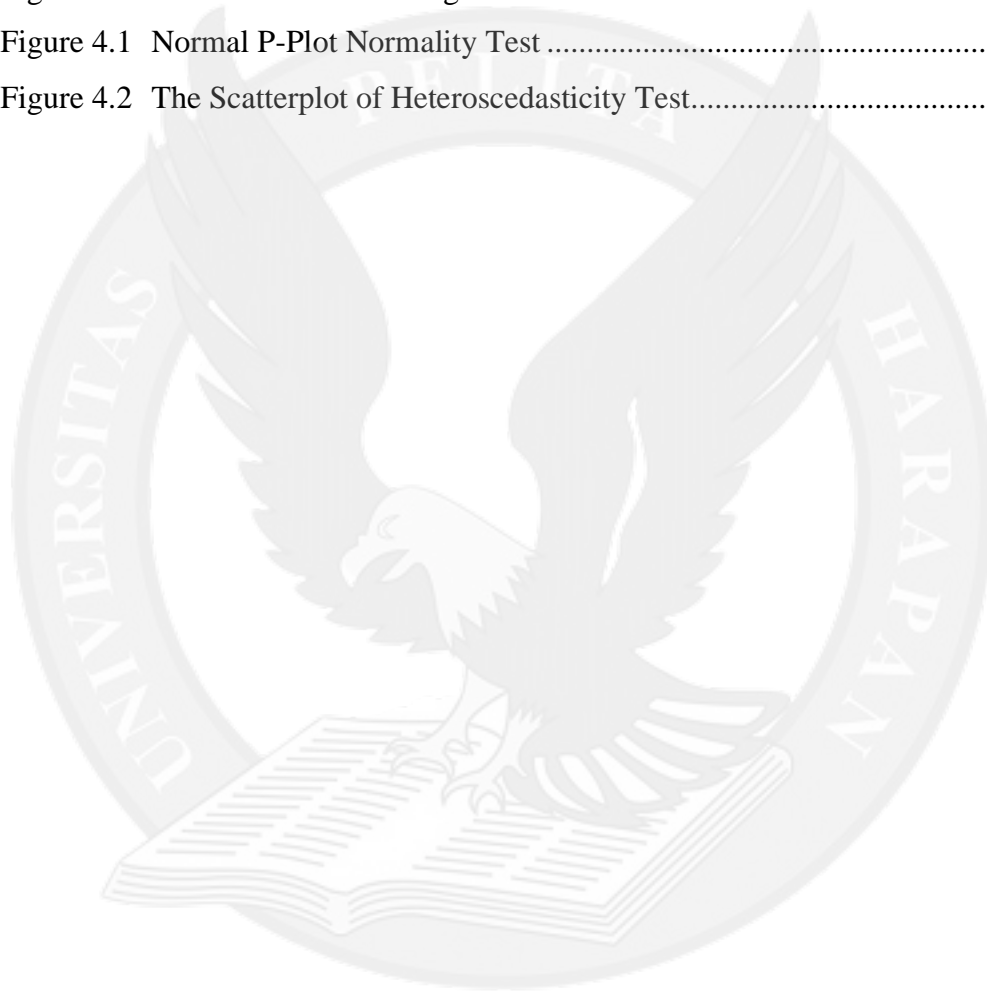 Figure 4.1 Normal P-Plot Normality Test ....................................................
Figure 4.2 The Scatterplot of Heteroscedasticity Test...................................
UNIVERSITAS PELITA HARAPAN